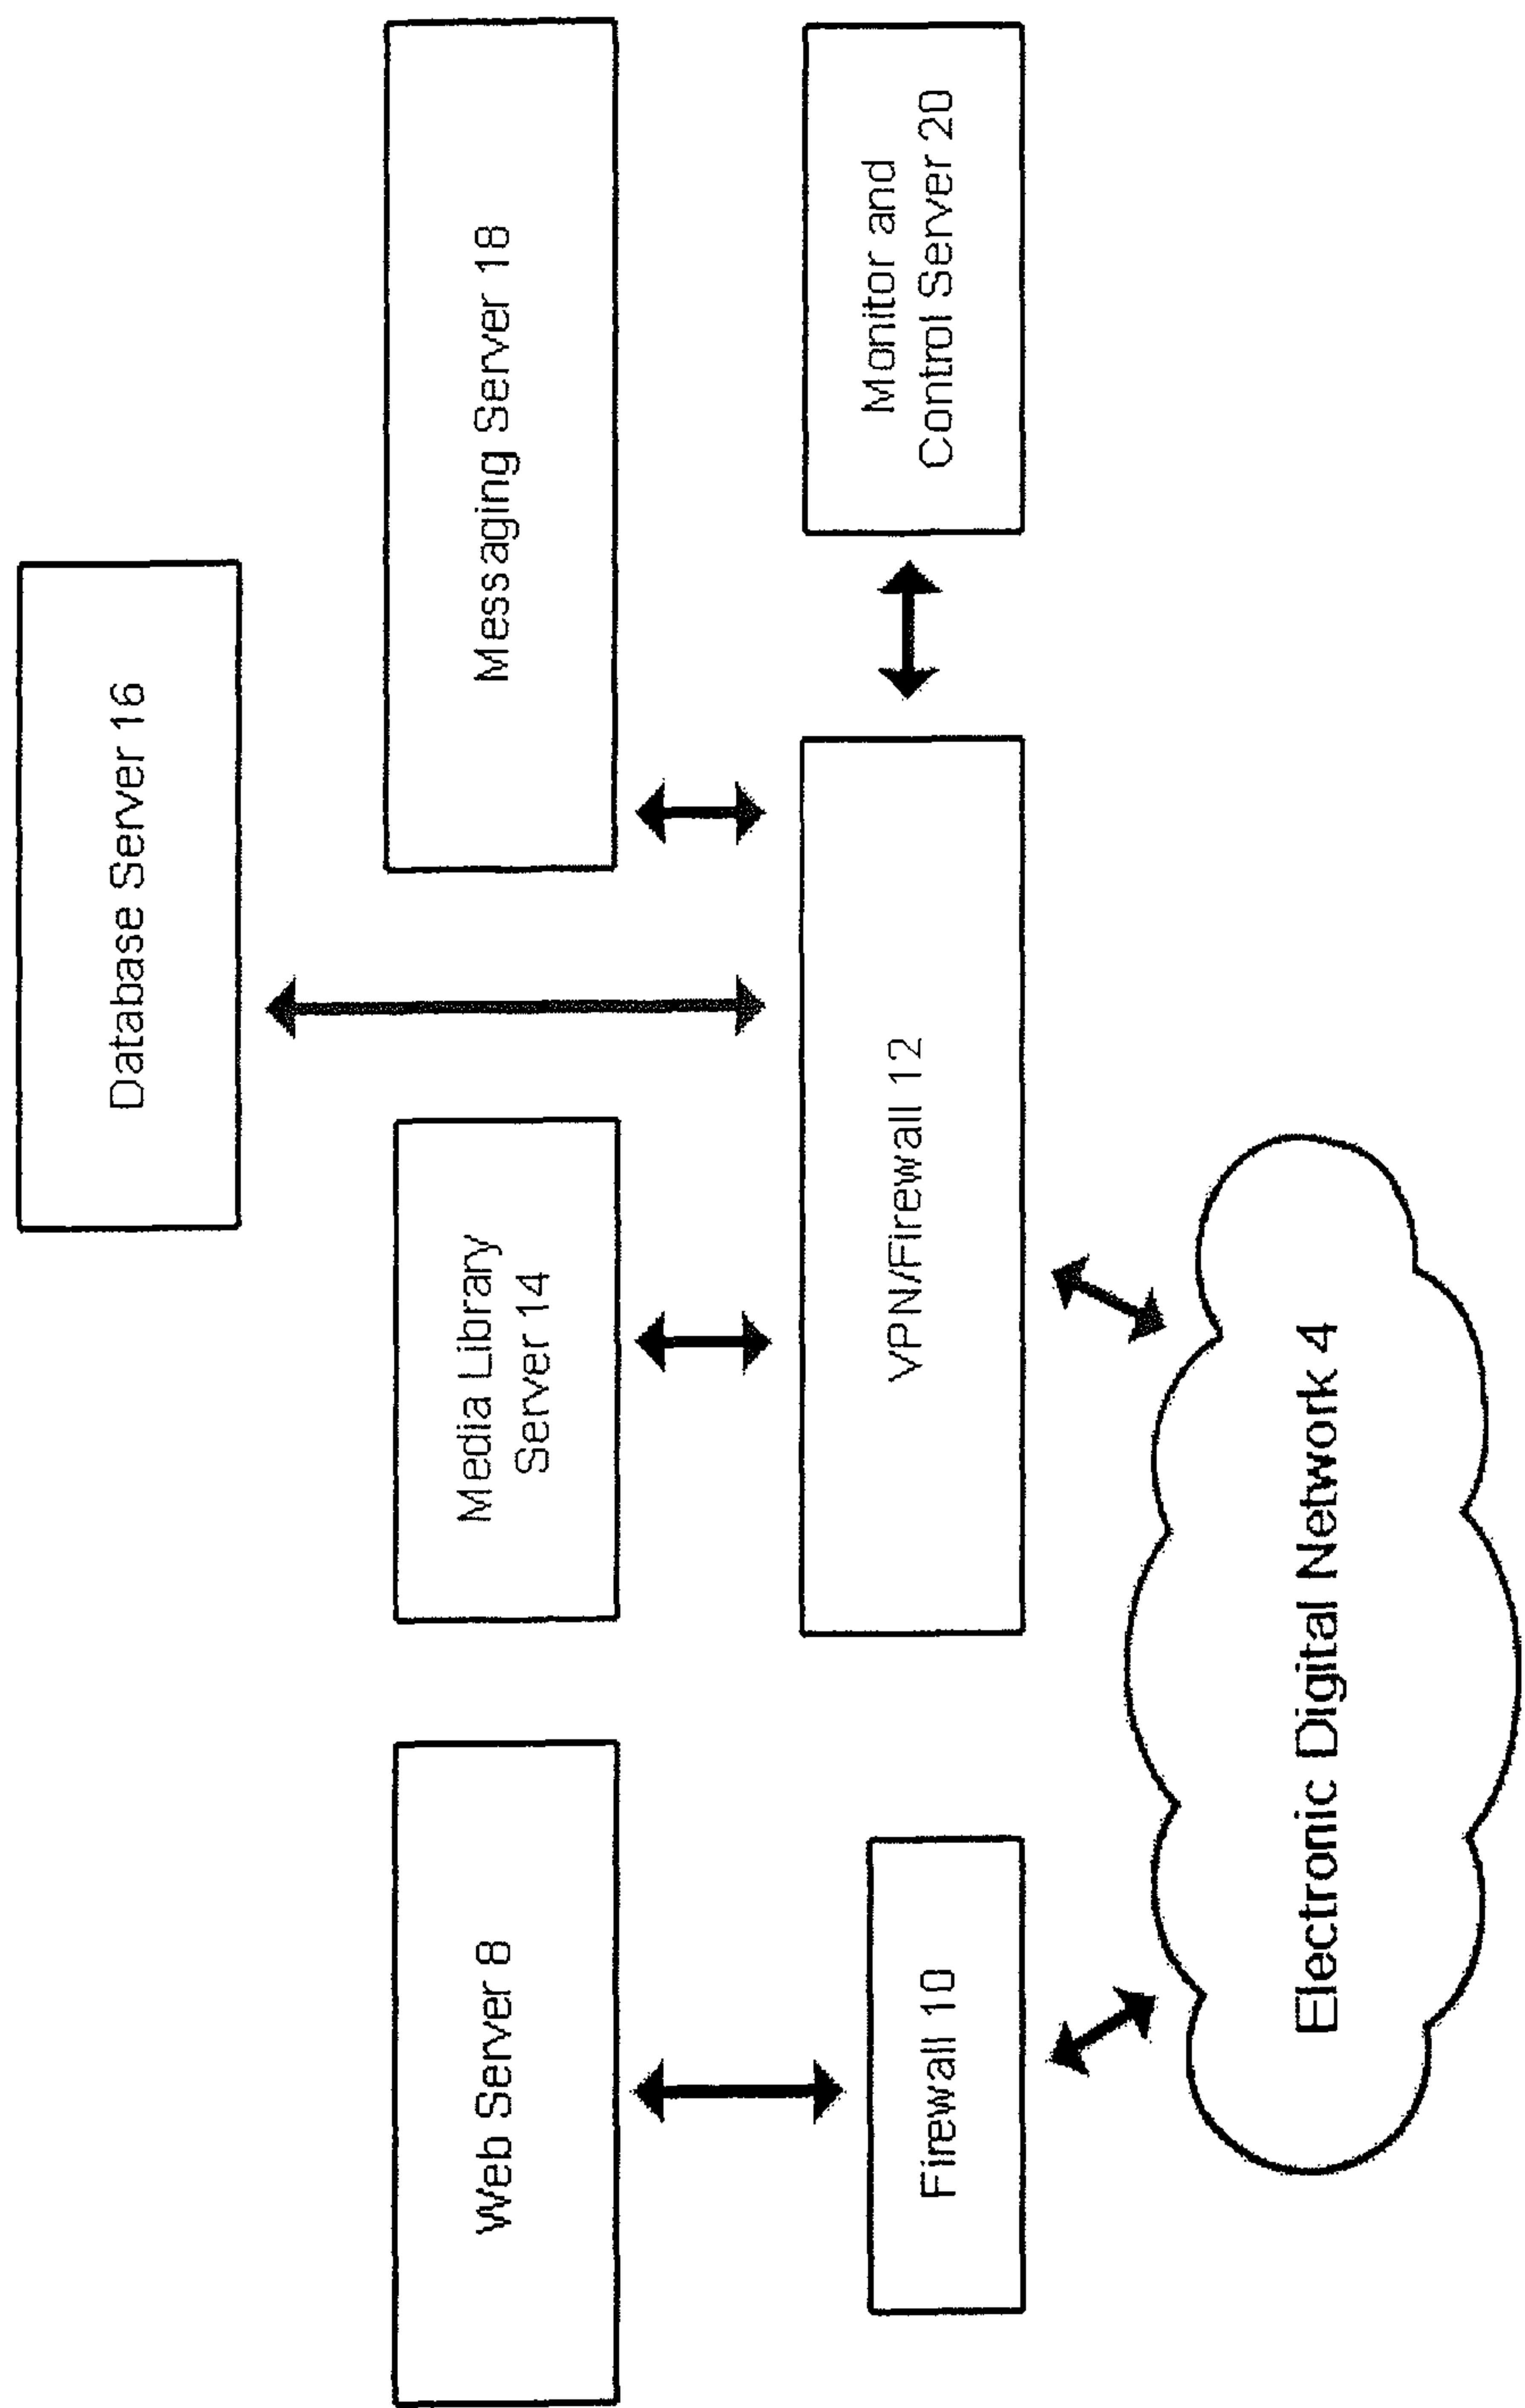 Database Server 16
Web Server 8
Media Library
Server 14
Messaging Server 18
Firewall 10
VPN/Firewall 12
Monitor and
Control Server 20
Electronic Digital Network 4